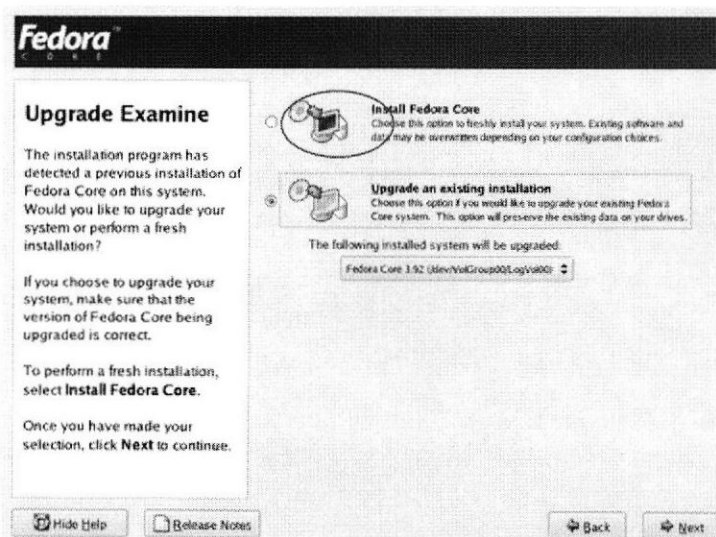 Fedora™
CORE
Upgrade Examine
The installation program has
detected a previous installation of
Fedora Core on this system.
Would you like to upgrade your
system or perform a fresh
installation?
If you choose to upgrade your
system, make sure that the
version of Fedora Core being
upgraded is correct.
To perform a fresh installation,
select Install Fedora Core.
Once you have made your
selection, click Next to continue.
Install Fedora Core
Choose this option to freshly install your system. Existing software and
data may be overwritten depending on your configuration choices.
Upgrade an existing installation
Choose this option if you would like to upgrade your existing Fedora
Core system. This option will preserve the existing data on your drives.
The following installed system will be upgraded:
Fedora Core 3.92 (/dev/VolGroup00/LogVol00)
Hide Help
Release Notes
Back
Next